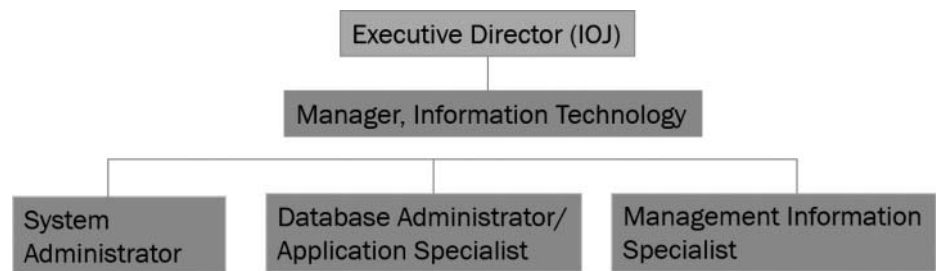 Executive Director (IOJ)
Manager, Information Technology
System
Administrator
Database Administrator/
Application Specialist
Management Information
Specialist